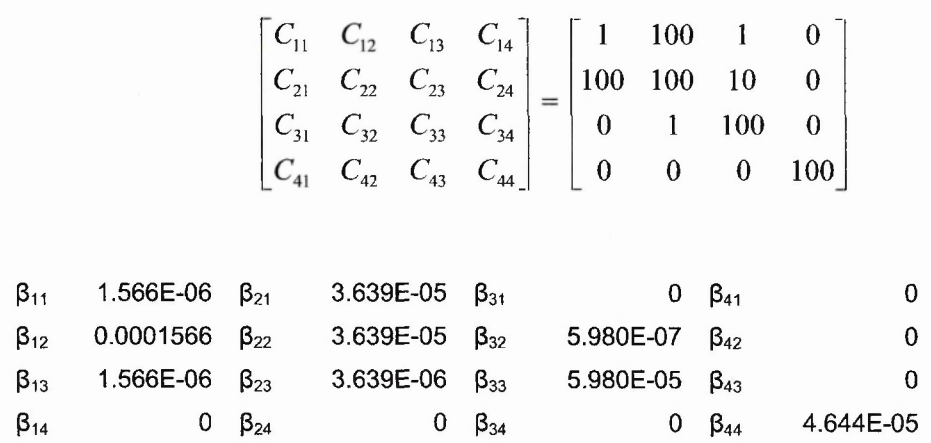 [C₁₁ C₁₂ C₁₃ C₁₄] [1 100 1 0]
[C₂₁ C₂₂ C₂₃ C₂₄] = [100 100 10 0]
[C₃₁ C₃₂ C₃₃ C₃₄] [0 1 100 0]
[C₄₁ C₄₂ C₄₃ C₄₄] [0 0 0 100]
β₁₁ 1.566E-06 β₂₁ 3.639E-05 β₃₁ 0 β₄₁ 0
β₁₂ 0.0001566 β₂₂ 3.639E-05 β₃₂ 5.980E-07 β₄₂ 0
β₁₃ 1.566E-06 β₂₃ 3.639E-06 β₃₃ 5.980E-05 β₄₃ 0
β₁₄ 0 β₂₄ 0 β₃₄ 0 β₄₄ 4.644E-05